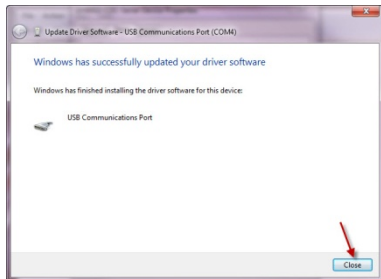 Update Driver Software - USB Communications Port (COM4)
Windows has successfully updated your driver software
Windows has finished installing the driver software for this device:
USB Communications Port
Close